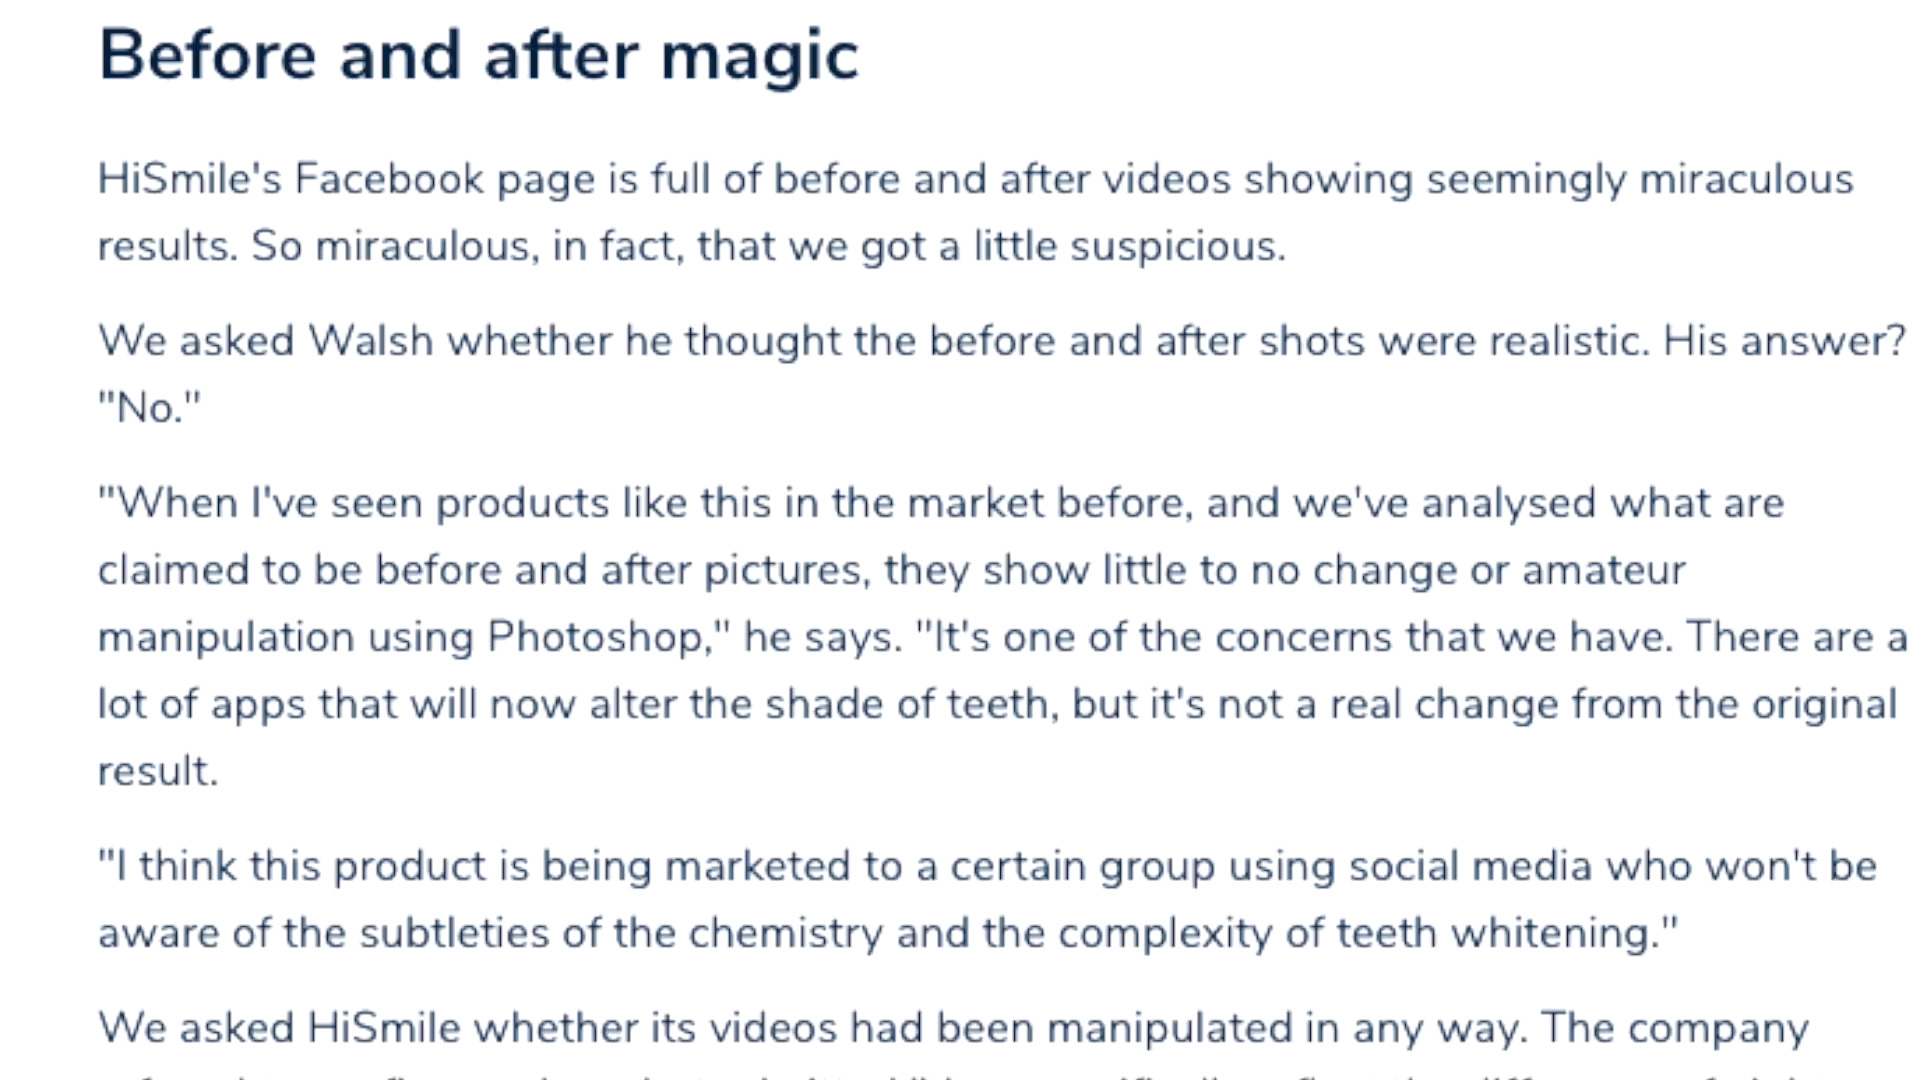 Before and after magic
HiSmile's Facebook page is full of before and after videos showing seemingly miraculous
results. So miraculous, in fact, that we got a little suspicious.
We asked Walsh whether he thought the before and after shots were realistic. His answer?
"No."
"When I've seen products like this in the market before, and we've analysed what are
claimed to be before and after pictures, they show little to no change or amateur
manipulation using Photoshop," he says. "It's one of the concerns that we have. There are a
lot of apps that will now alter the shade of teeth, but it's not a real change from the original
result.
"I think this product is being marketed to a certain group using social media who won't be
aware of the subtleties of the chemistry and the complexity of teeth whitening."
We asked HiSmile whether its videos had been manipulated in any way. The company